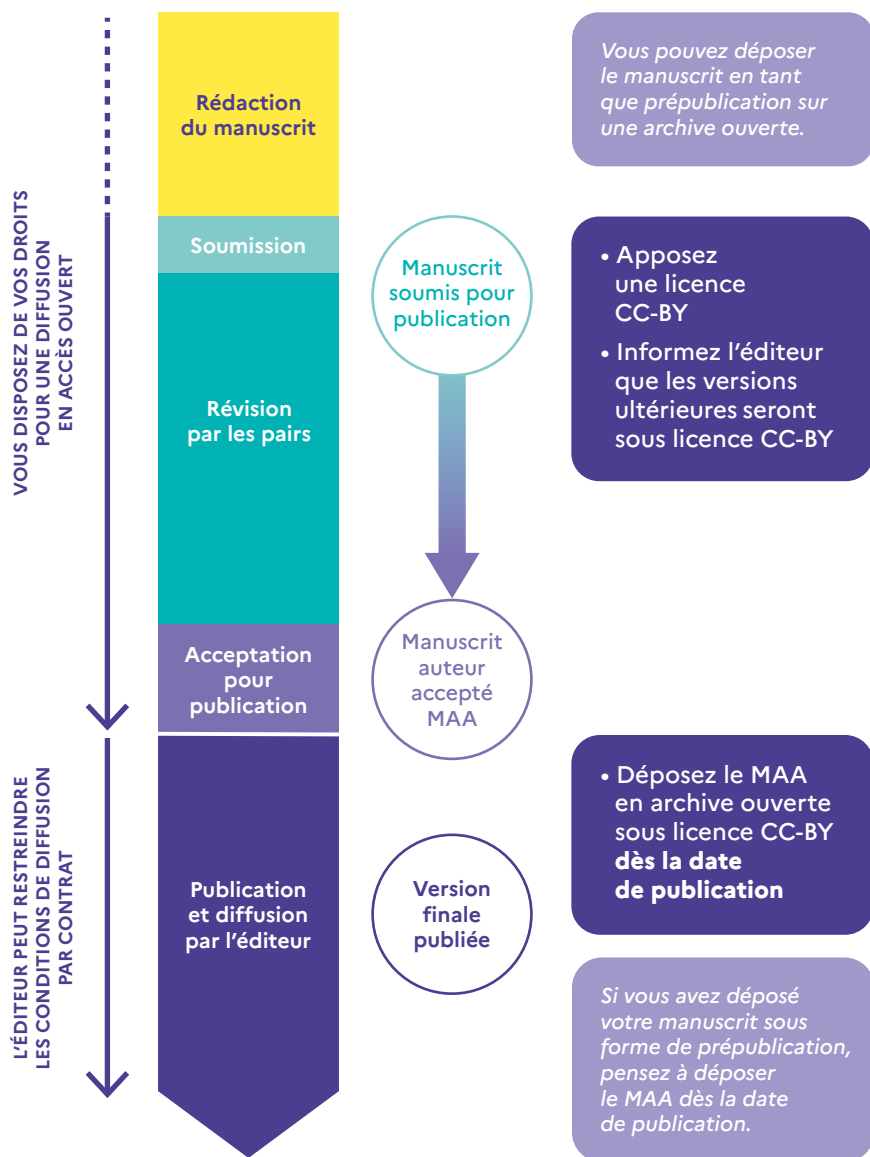 VOUS DISPOSEZ DE VOS DROITS
POUR UNE DIFFUSION
EN ACCÈS OUVERT
Rédaction
du manuscrit
Vous pouvez déposer
le manuscrit en tant
que prépublication sur
une archive ouverte.
Soumission
Manuscrit
soumis pour
publication
• Apposez
une licence
CC-BY
• Informez l’éditeur
que les versions
ultérieures seront
sous licence CC-BY
Révision
par les pairs
Acceptation
pour
publication
Manuscrit
auteur
accepté
MAA
L’ÉDITEUR PEUT RESTREINDRE
LES CONDITIONS DE DIFFUSION
PAR CONTRAT
Publication
et diffusion
par l’éditeur
Version
finale
publiée
• Déposez le MAA
en archive ouverte
sous licence CC-BY
dès la date
de publication
Si vous avez déposé
votre manuscrit sous
forme de prépublication,
pensez à déposer
le MAA dès la date
de publication.